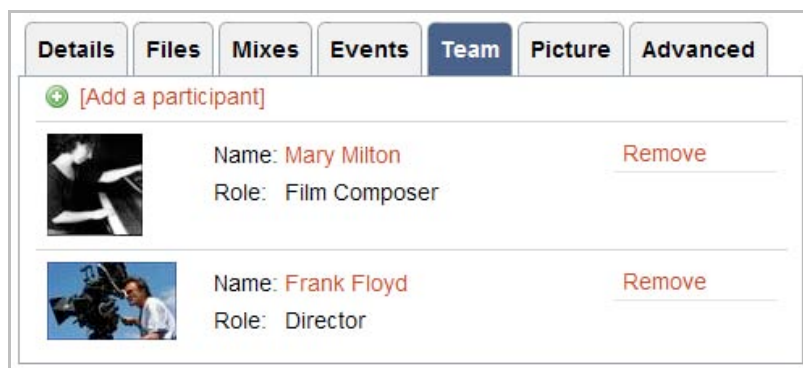 Details Files Mixes Events Team Picture Advanced
[Add a participant]
Name: Mary Milton Remove
Role: Film Composer
Name: Frank Floyd Remove
Role: Director